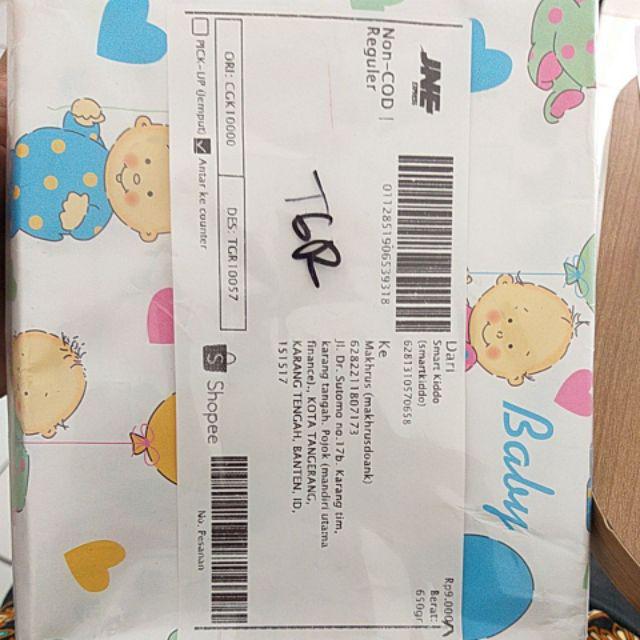 JNE
EXPRESS
Non-COD |
Reguler
0112851906539318
Dari
Smart kiddo
(smartkiddo)
6281310570658
Ke
Makhrus (makhrusdoank)
6282211807173
Jl. Dr. Sutomo no.17b. Karang tim,
karang tangah. Pojok (mandiri utama
finance)., KOTA TANGERANG,
KARANG TENGAH, BANTEN, ID,
151517
Rp9.000
Berat:
650gr
TGR
ORI: CGK10000
DES: TGR10057
PICK-UP (Jemput)
Antar ke counter
S
Shopee
No. Pesanan
Baby